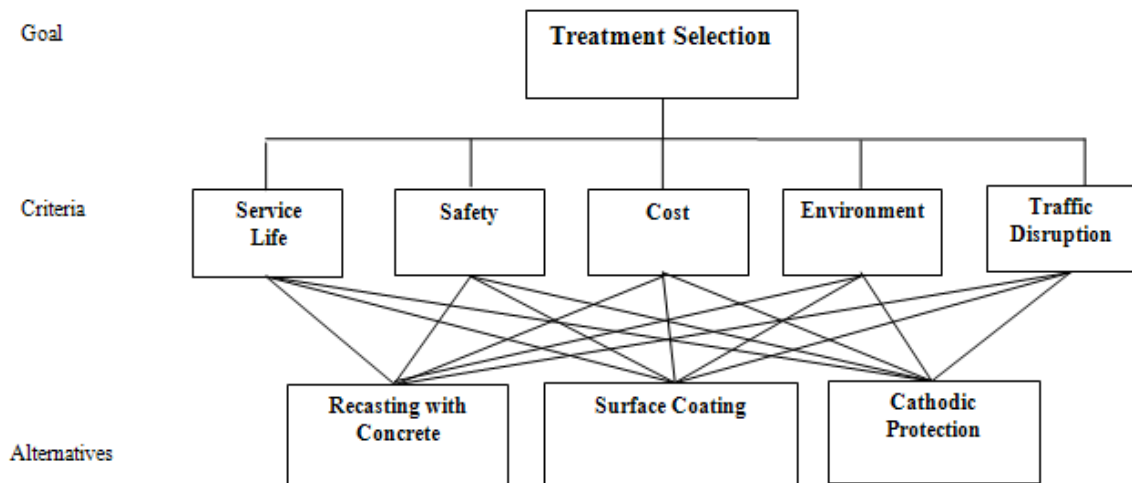 Goal
Treatment Selection
Criteria
Service
Life
Safety
Cost
Environment
Traffic
Disruption
Alternatives
Recasting with
Concrete
Surface Coating
Cathodic
Protection